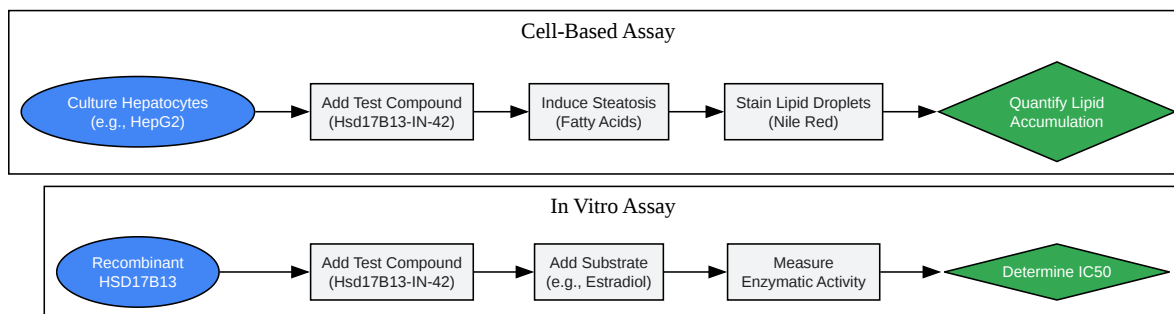 Cell-Based Assay
Culture Hepatocytes
(e.g., HepG2)
Add Test Compound
(Hsd17B13-IN-42)
Induce Steatosis
(Fatty Acids)
Stain Lipid Droplets
(Nile Red)
Quantify Lipid
Accumulation
In Vitro Assay
Recombinant
HSD17B13
Add Test Compound
(Hsd17B13-IN-42)
Add Substrate
(e.g., Estradiol)
Measure
Enzymatic Activity
Determine IC50